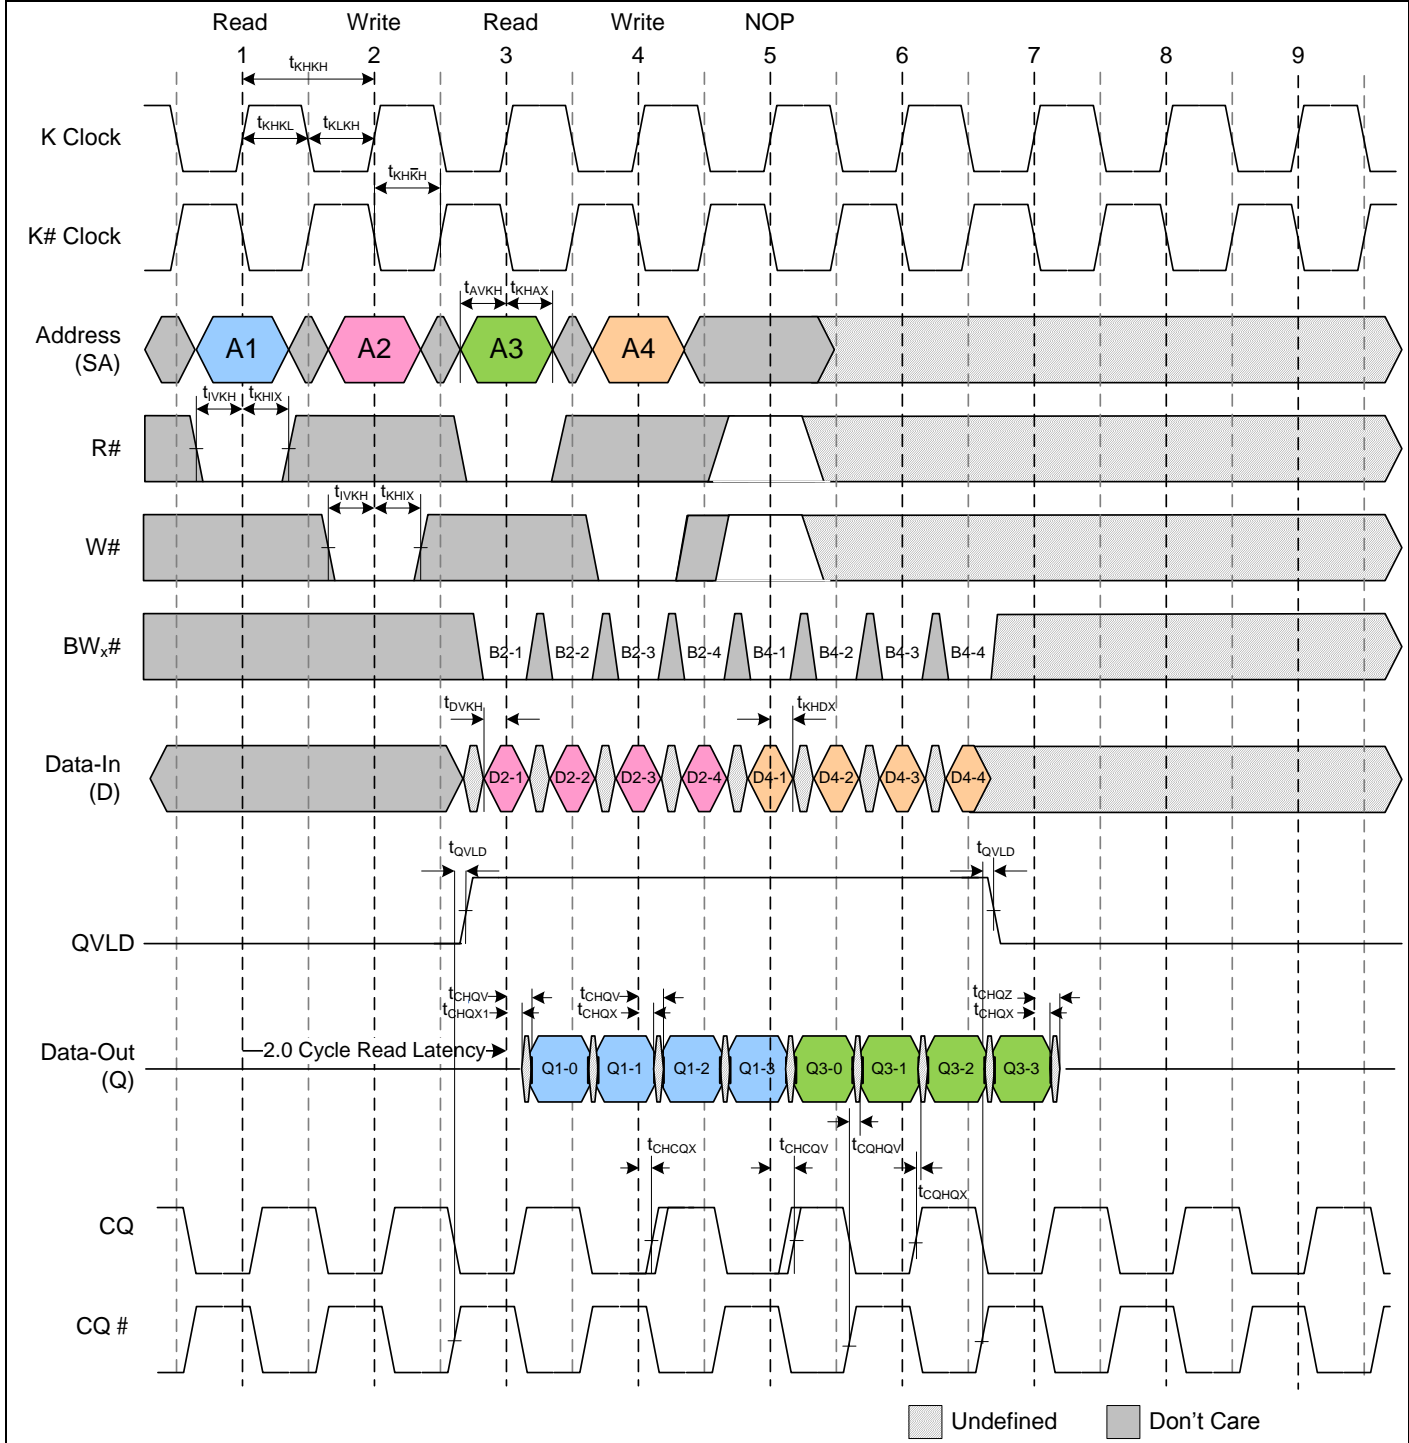 Read Write Read Write NOP
1 2 3 4 5 6 7 8 9
tKHKH
K Clock
tKHKL tKLKH
tKHK̅H
K# Clock
tAVKH tKHAX
Address
(SA)
A1 A2 A3 A4
tIVKH tKHIX
R#
tIVKH tKHIX
W#
BWx#
B2-1 B2-2 B2-3 B2-4 B4-1 B4-2 B4-3 B4-4
tDVKH tKHDX
Data-In
(D)
D2-1 D2-2 D2-3 D2-4 D4-1 D4-2 D4-3 D4-4
tQVLD tQVLD
QVLD
tCHQV tCHQV tCHQZ
tCHQX1 tCHQX tCHQX
Data-Out
(Q)
2.0 Cycle Read Latency
Q1-0 Q1-1 Q1-2 Q1-3 Q3-0 Q3-1 Q3-2 Q3-3
tCHCQX tCHCQV tCQHQV
tCQHQX
CQ
CQ #
Undefined Don't Care